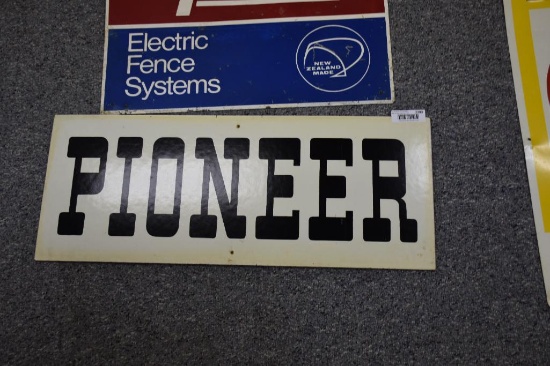 Electric
Fence
Systems
NEW
ZEALAND
MADE
PIONEER